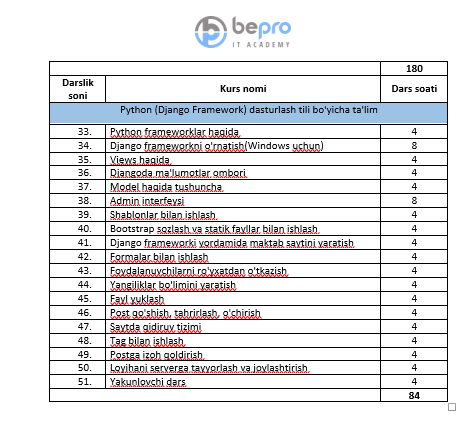 bepro
IT ACADEMY
180
Darslik soni Kurs nomi Dars soati
Python (Django Framework) dasturlash tili bo'yicha ta'lim
33. Python frameworklar haqida 4
34. Django frameworkni o'rnatish(Windows uchun) 8
35. Views haqida 4
36. Djangoda ma'lumotlar ombori 4
37. Model haqida tushuncha 4
38. Admin interfeysi 8
39. Shablonlar bilan ishlash 4
40. Bootstrap sozlash va statik fayllar bilan ishlash 4
41. Django frameworki yordamida maktab saytini yaratish 4
42. Formalar bilan ishlash 4
43. Foydalanuvchilarni ro'yxatdan o'tkazish 4
44. Yangiliklar bo'limini yaratish 4
45. Fayl yuklash 4
46. Post qo'shish, tahrirlash, o'chirish 4
47. Saytda qidiruv tizimi 4
48. Tag bilan ishlash 4
49. Postga izoh qoldirish 4
50. Loyihani serverga tayyorlash va joylashtirish 4
51. Yakunlovchi dars 4
84